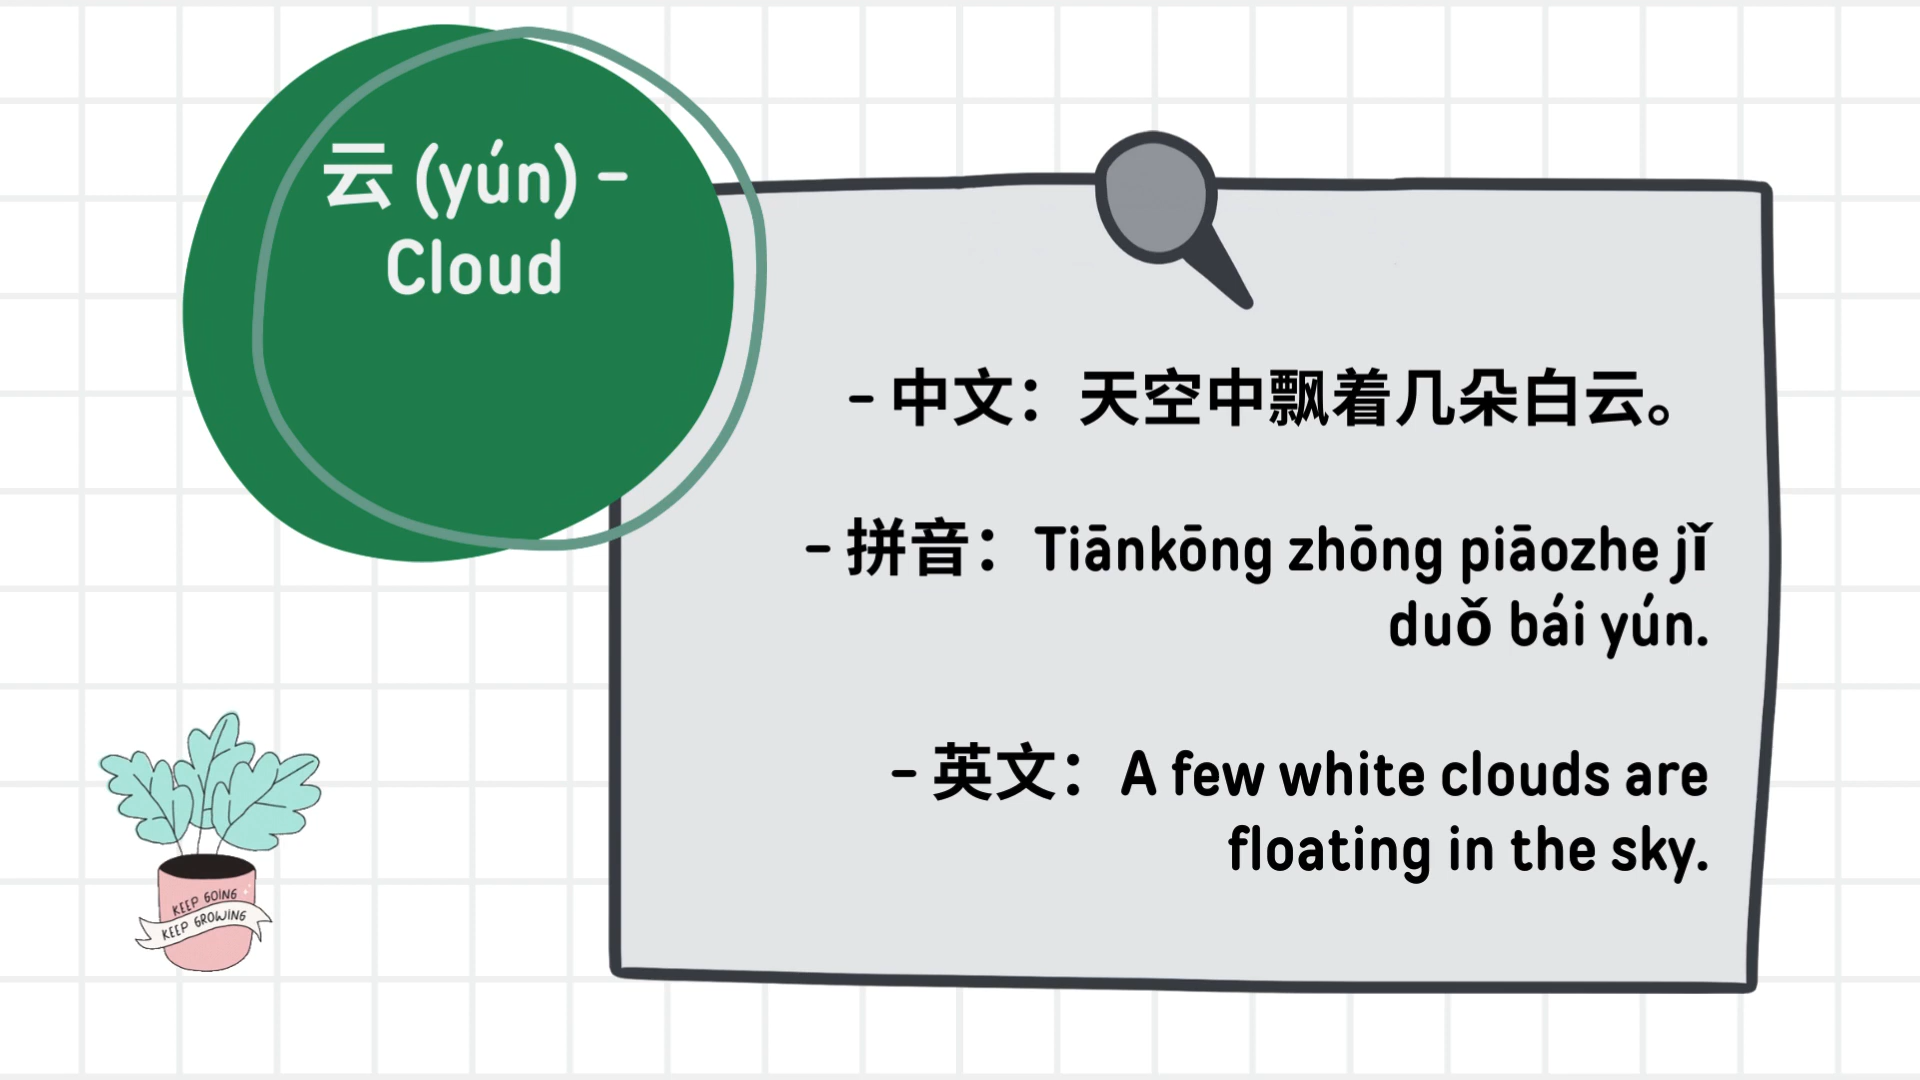 云 (yún) –
Cloud
– 中文：天空中飘着几朵白云。
– 拼音：Tiānkōng zhōng piāozhe jǐ
duǒ bái yún.
– 英文：A few white clouds are
floating in the sky.
KEEP GOING
KEEP GROWING